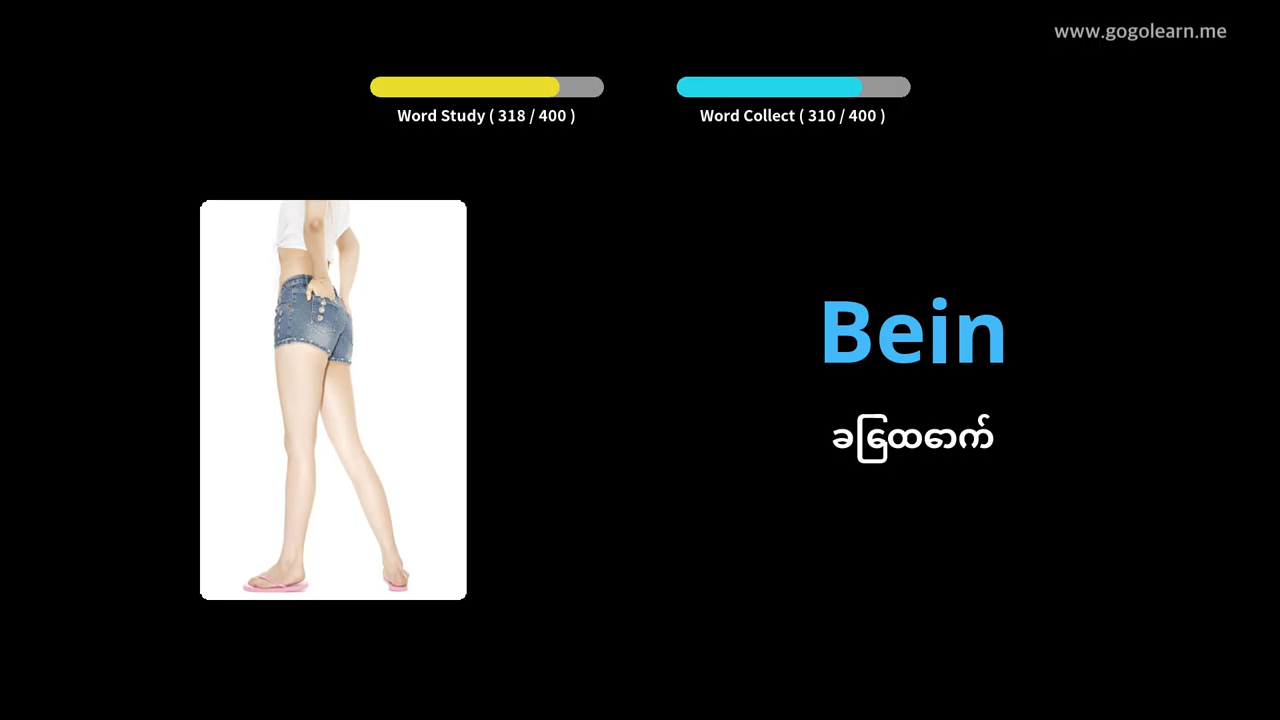 www.gogolearn.me
Word Study ( 318 / 400 )
Word Collect ( 310 / 400 )
Bein
ခြေထောက်